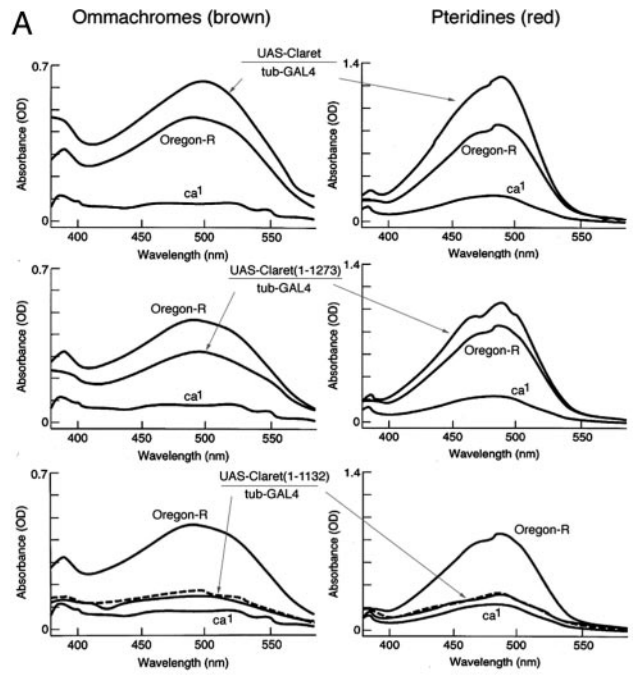 A
Ommachromes (brown)
Pteridines (red)
UAS-Claret
tub-GAL4
0.7
Absorbance (OD)
0
Oregon-R
ca1
400 450 500 550
Wavelength (nm)
1.4
Absorbance (OD)
0
Oregon-R
ca1
400 450 500 550
Wavelength (nm)
UAS-Claret(1-1273)
tub-GAL4
0.7
Absorbance (OD)
0
Oregon-R
ca1
400 450 500 550
Wavelength (nm)
1.4
Absorbance (OD)
0
Oregon-R
ca1
400 450 500 550
Wavelength (nm)
UAS-Claret(1-1132)
tub-GAL4
0.7
Absorbance (OD)
0
Oregon-R
ca1
400 450 500 550
Wavelength (nm)
1.4
Absorbance (OD)
0
Oregon-R
ca1
400 450 500 550
Wavelength (nm)